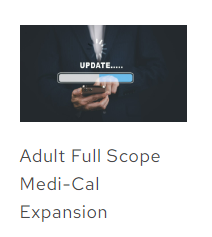 UPDATE.....
Adult Full Scope
Medi-Cal
Expansion